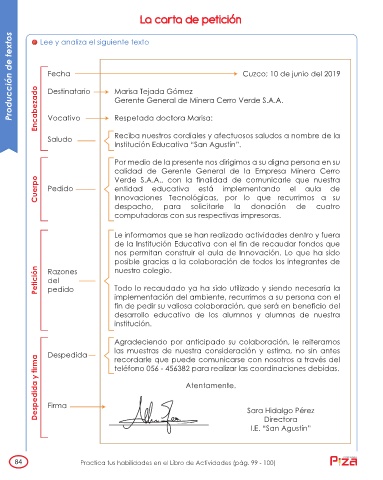 La carta de petición
Producción de textos
Lee y analiza el siguiente texto
Encabezado
Fecha
Cuzco; 10 de junio del 2019
Destinatario
Marisa Tejada Gómez
Gerente General de Minera Cerro Verde S.A.A.
Vocativo
Respetada doctora Marisa:
Saludo
Reciba nuestros cordiales y afectuosos saludos a nombre de la
Institución Educativa “San Agustín”.
Cuerpo
Pedido
Por medio de la presente nos dirigimos a su digna persona en su
calidad de Gerente General de la Empresa Minera Cerro
Verde S.A.A., con la finalidad de comunicarle que nuestra
entidad educativa está implementando el aula de
Innovaciones Tecnológicas, por lo que recurrimos a su
despacho, para solicitarle la donación de cuatro
computadoras con sus respectivas impresoras.
Petición
Razones
del
pedido
Le informamos que se han realizado actividades dentro y fuera
de la Institución Educativa con el fin de recaudar fondos que
nos permitan construir el aula de Innovación. Lo que ha sido
posible gracias a la colaboración de todos los integrantes de
nuestro colegio.
Todo lo recaudado ya ha sido utilizado y siendo necesaria la
implementación del ambiente, recurrimos a su persona con el
fin de pedir su valiosa colaboración, que será en beneficio del
desarrollo educativo de los alumnos y alumnas de nuestra
institución.
Despedida y firma
Despedida
Agradeciendo por anticipado su colaboración, le reiteramos
las muestras de nuestra consideración y estima, no sin antes
recordarle que puede comunicarse con nosotros a través del
teléfono 056 - 456382 para realizar las coordinaciones debidas.
Atentamente.
Firma
Sara Hidalgo Pérez
Directora
I.E. “San Agustín”
84
Practica tus habilidades en el Libro de Actividades (pág. 99 - 100)
Pizza